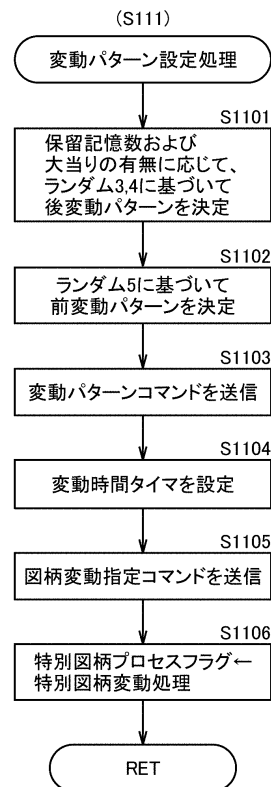 (S111)
変動パターン設定処理
S1101
保留記憶数および
大当りの有無に応じて、
ランダム3,4に基づいて
後変動パターンを決定
S1102
ランダム5に基づいて
前変動パターンを決定
S1103
変動パターンコマンドを送信
S1104
変動時間タイマを設定
S1105
図柄変動指定コマンドを送信
S1106
特別図柄プロセスフラグ←
特別図柄変動処理
RET